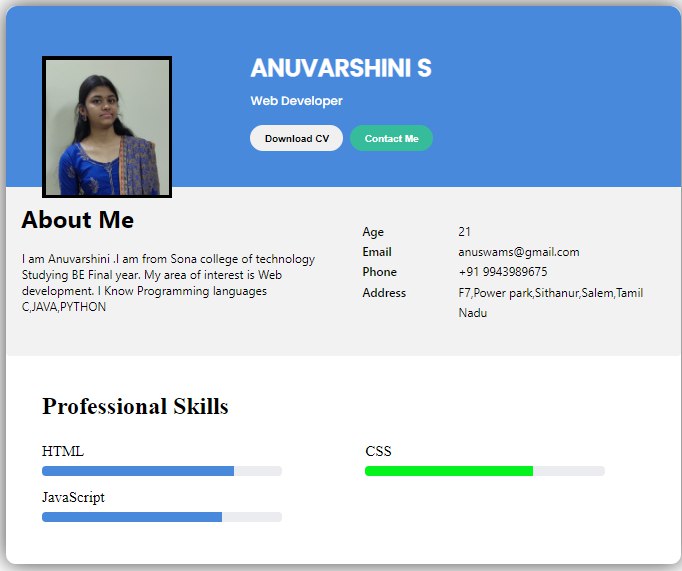 ANUVARSHINI S
Web Developer
Download CV
Contact Me
About Me
I am Anuvarshini .I am from Sona college of technology
Studying BE Final year. My area of interest is Web
development. I Know Programming languages
C,JAVA,PYTHON
Age 21
Email anuswams@gmail.com
Phone +91 9943989675
Address F7,Power park,Sithanur,Salem,Tamil
Nadu
Professional Skills
HTML
CSS
JavaScript